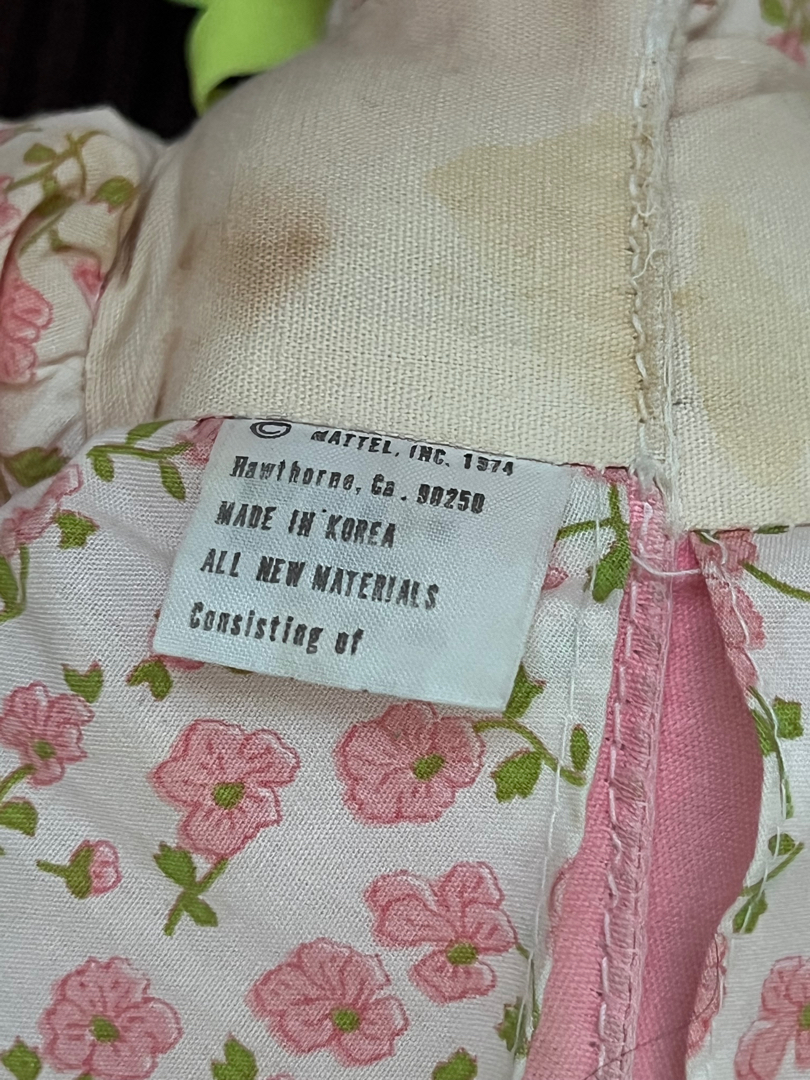 © MATTEL, INC. 1974
Hawthorne, Ca. 90250
MADE IN KOREA
ALL NEW MATERIALS
Consisting of